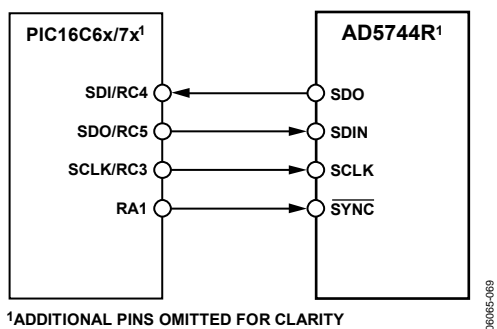 PIC16C6x/7x¹ AD5744R¹
SDI/RC4 SDO
SDO/RC5 SDIN
SCLK/RC3 SCLK
RA1 SYNC
¹ADDITIONAL PINS OMITTED FOR CLARITY
06065-069